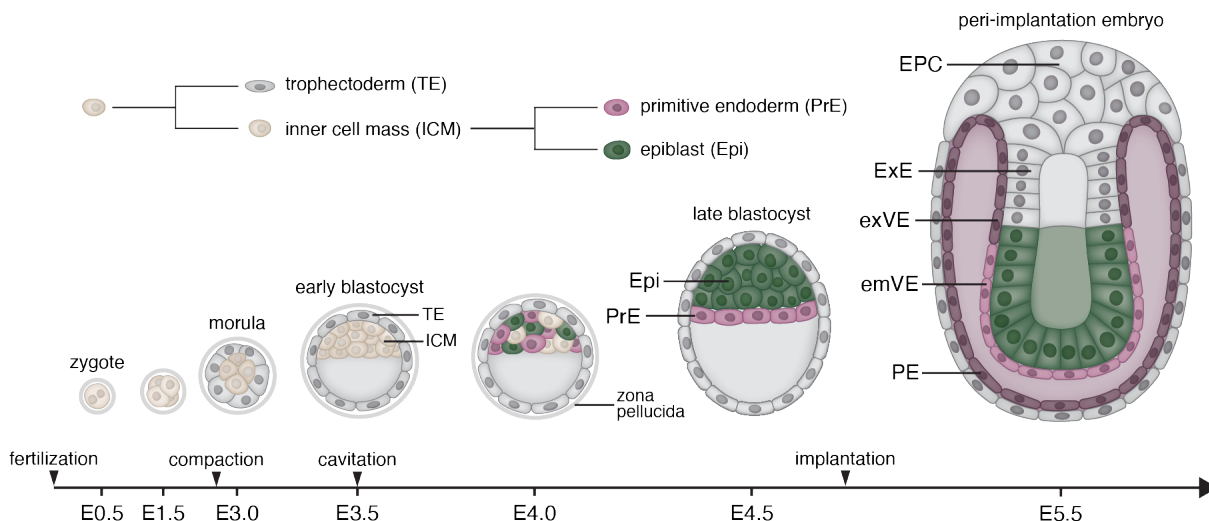 peri-implantation embryo
EPC
trophectoderm (TE)
inner cell mass (ICM)
primitive endoderm (PrE)
epiblast (Epi)
ExE
exVE
emVE
PE
late blastocyst
Epi
PrE
early blastocyst
TE
ICM
morula
zygote
zona
pellucida
fertilization
compaction
cavitation
implantation
E0.5
E1.5
E3.0
E3.5
E4.0
E4.5
E5.5